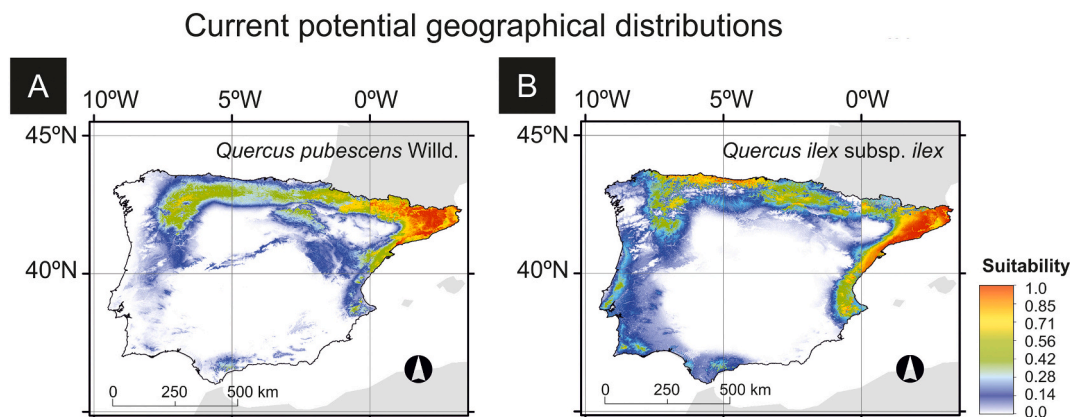 Current potential geographical distributions
A
10ºW 5ºW 0ºW
45ºN
Quercus pubescens Willd.
40ºN
0 250 500 km
B
10ºW 5ºW 0ºW
45ºN
Quercus ilex subsp. ilex
40ºN
0 250 500 km
Suitability
1.0
0.85
0.71
0.56
0.42
0.28
0.14
0.0